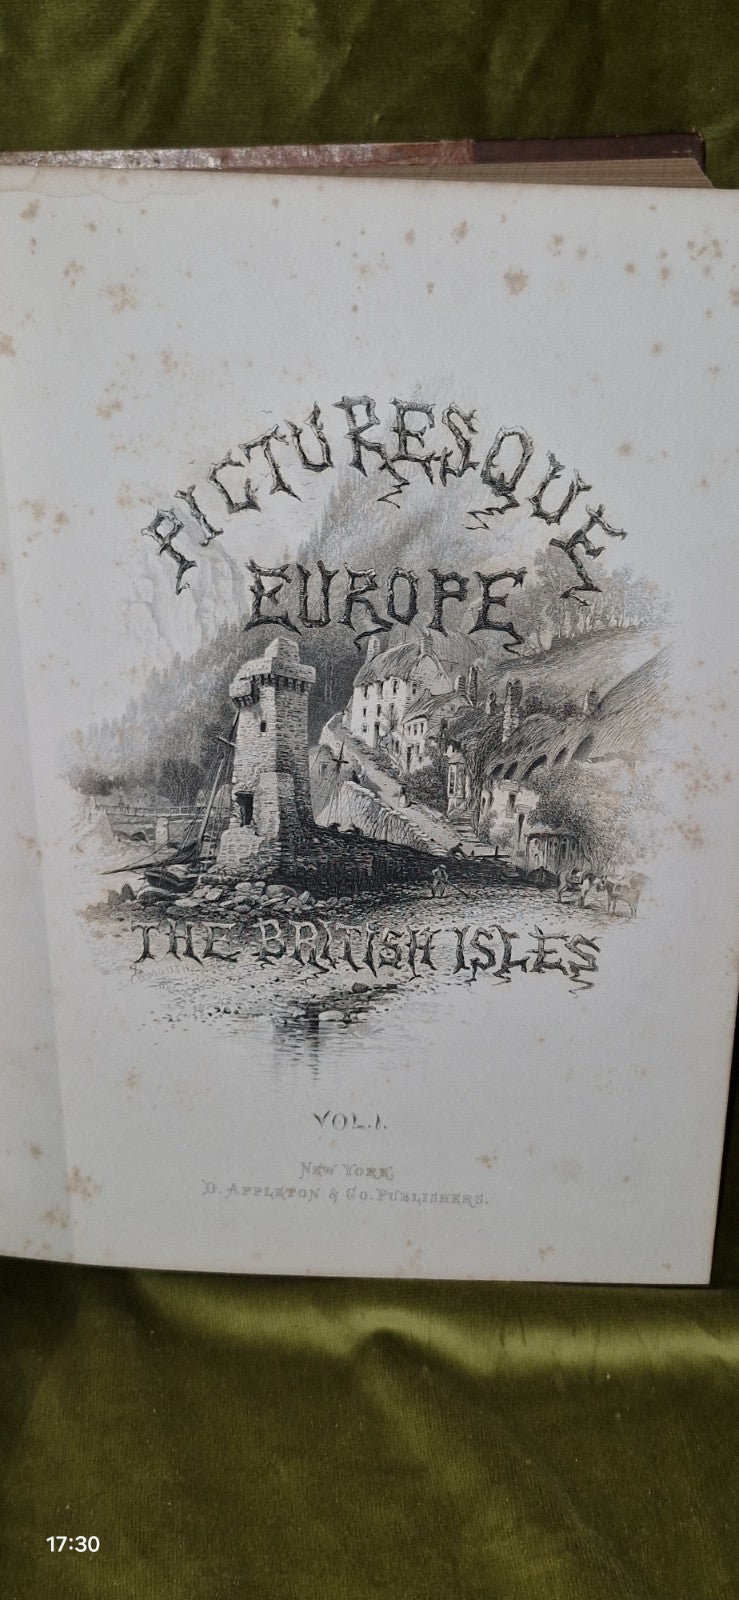 PICTURESQUE
EUROPE
THE BRITISH ISLES
VOL. I.
NEW YORK,
D. APPLETON & CO. PUBLISHERS.
17:30